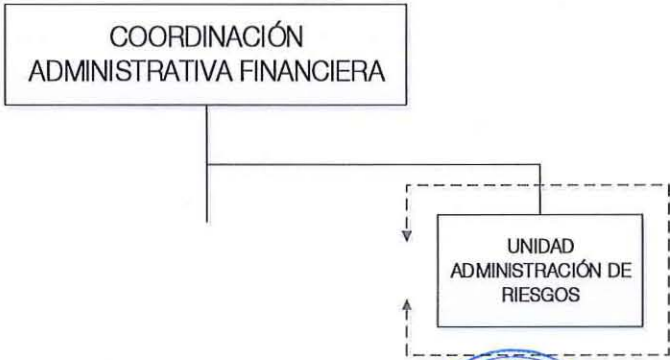 COORDINACIÓN
ADMINISTRATIVA FINANCIERA
UNIDAD
ADMINISTRACIÓN DE
RIESGOS